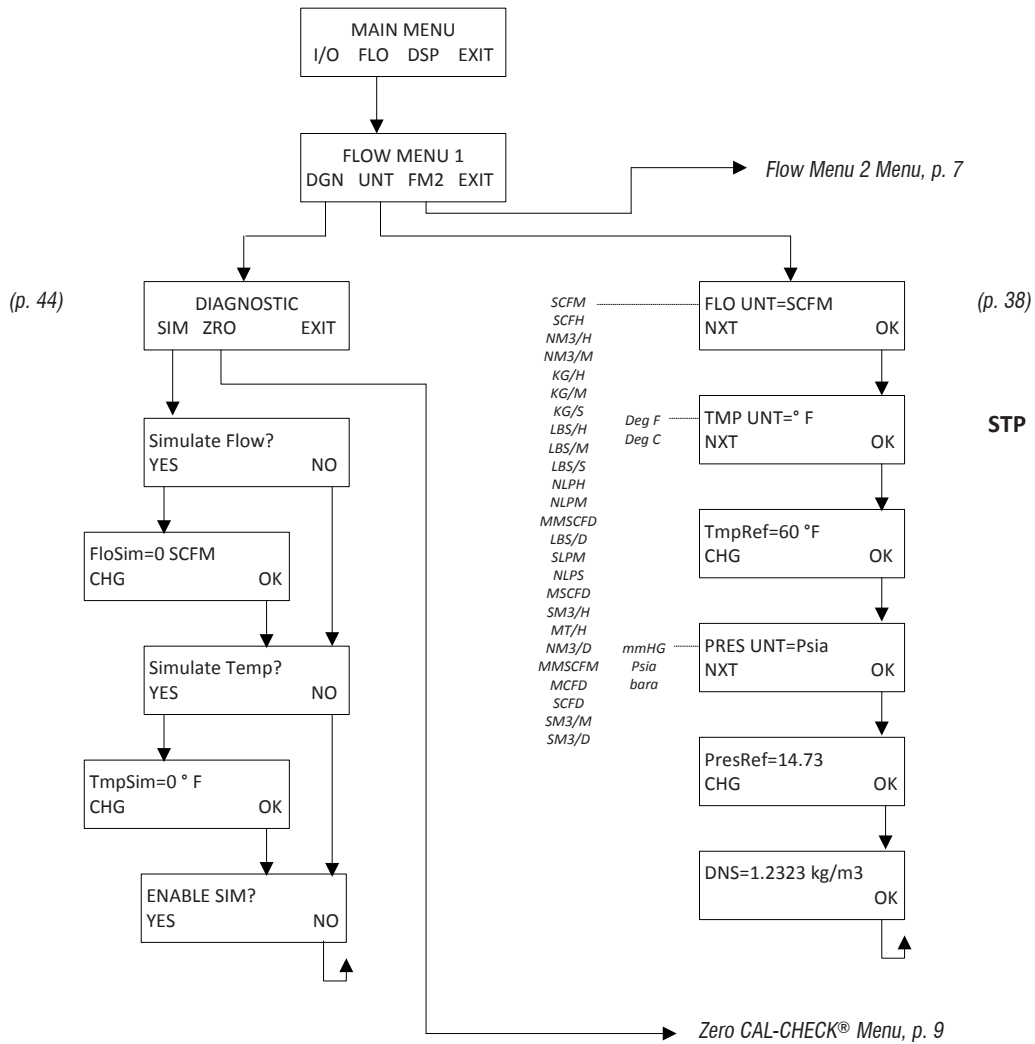 MAIN MENU
I/O FLO DSP EXIT
FLOW MENU 1
DGN UNT FM2 EXIT
Flow Menu 2 Menu, p. 7
(p. 44)
DIAGNOSTIC
SIM ZRO EXIT
Simulate Flow?
YES NO
FloSim=0 SCFM
CHG OK
Simulate Temp?
YES NO
TmpSim=0 ° F
CHG OK
ENABLE SIM?
YES NO
SCFM
SCFH
NM3/H
NM3/M
KG/H
KG/M
KG/S
LBS/H
LBS/M
LBS/S
NLPH
NLPM
MMSCFD
LBS/D
SLPM
NLPS
MSCFD
SM3/H
MT/H
NM3/D
MMSCFM
MCFD
SCFD
SM3/M
SM3/D
FLO UNT=SCFM
NXT OK
(p. 38)
Deg F
Deg C
TMP UNT=° F
NXT OK
STP
TmpRef=60 °F
CHG OK
mmHG
Psia
bara
PRES UNT=Psia
NXT OK
PresRef=14.73
CHG OK
DNS=1.2323 kg/m3
OK
Zero CAL-CHECK® Menu, p. 9